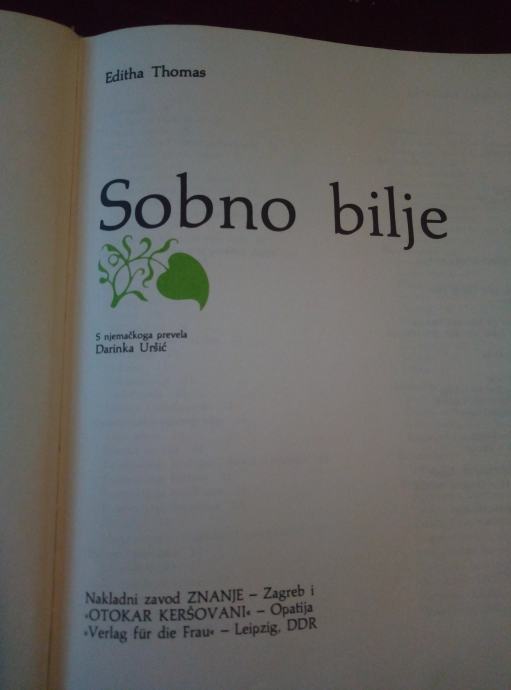 Editha Thomas
Sobno bilje
S njemačkoga prevela
Darinka Uršić
Nakladni zavod ZNANJE – Zagreb i
»OTOKAR KERŠOVANI« – Opatija
»Verlag für die Frau« – Leipzig, DDR